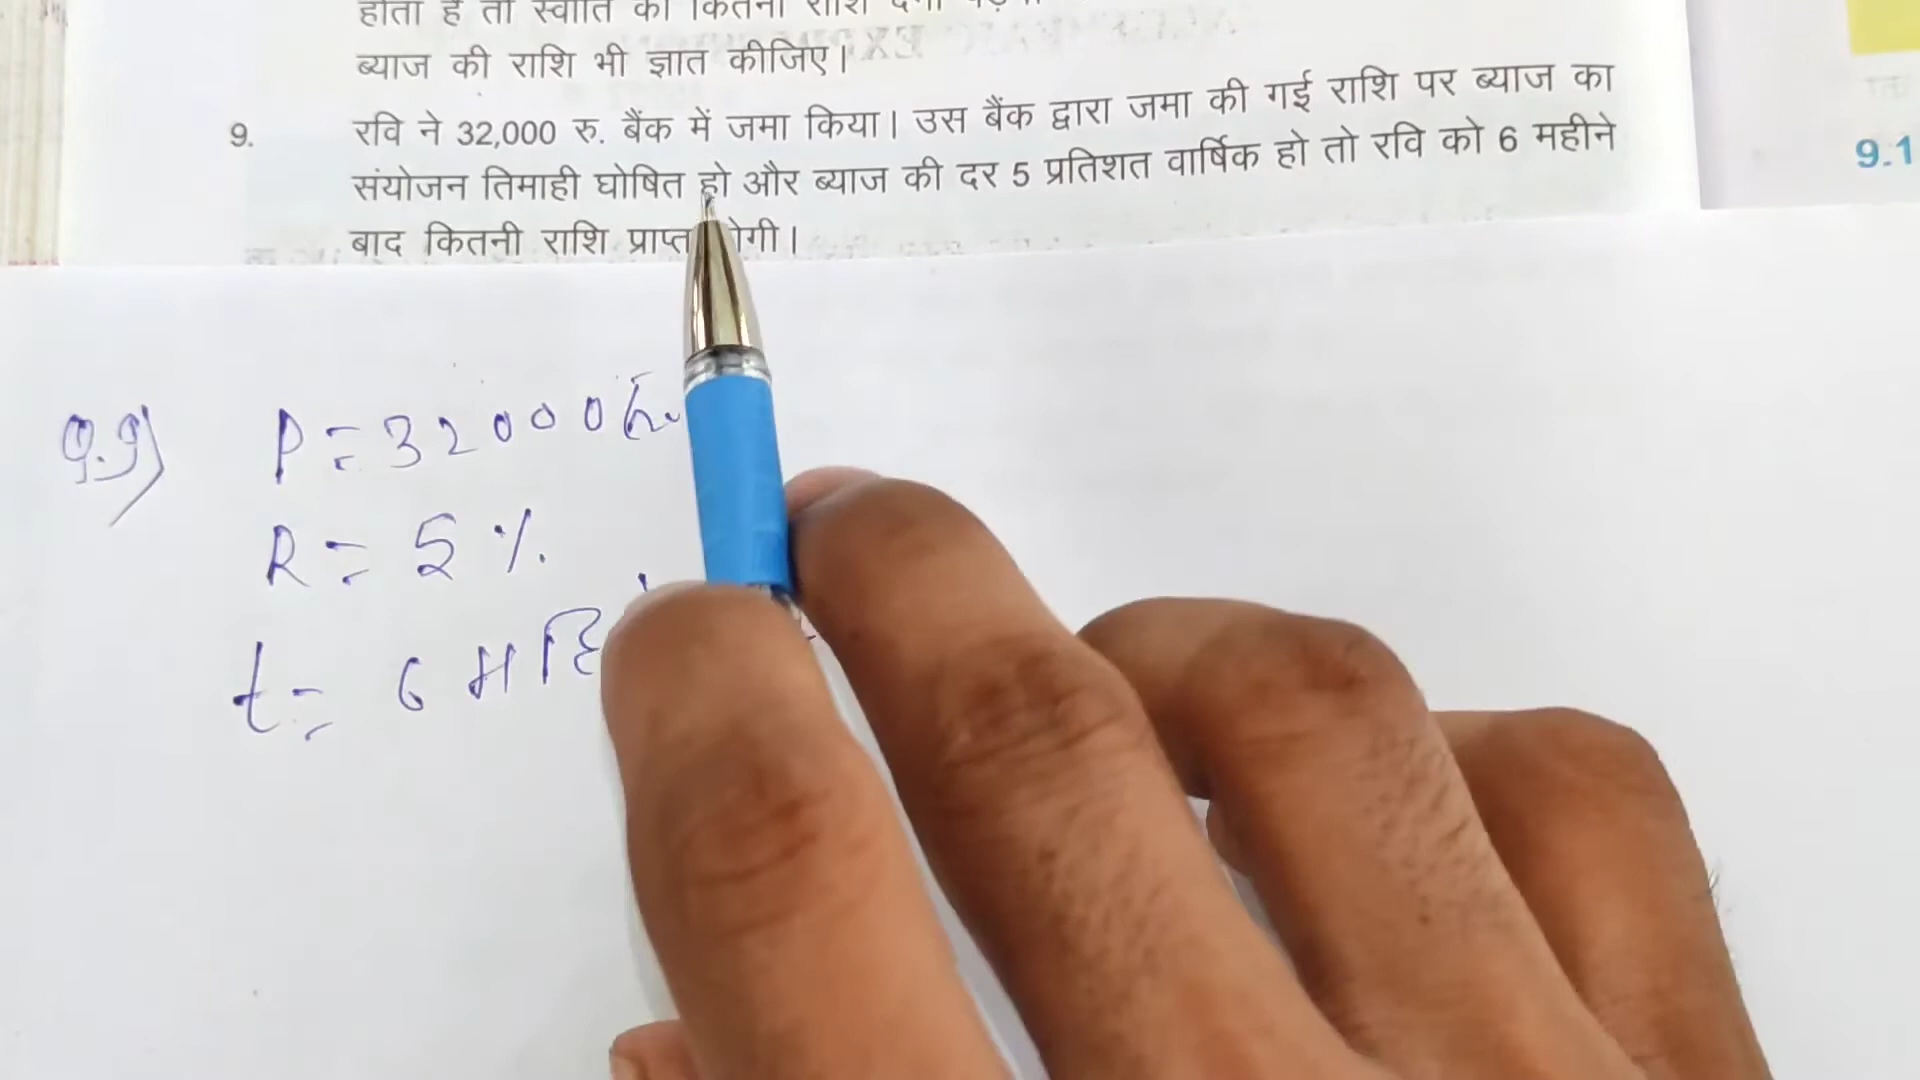 ब्याज की राशि भी ज्ञात कीजिए।
9. रवि ने 32,000 रु. बैंक में जमा किया। उस बैंक द्वारा जमा की गई राशि पर ब्याज का
संयोजन तिमाही घोषित हो और ब्याज की दर 5 प्रतिशत वार्षिक हो तो रवि को 6 महीने
बाद कितनी राशि प्राप्त
9.1
Q.9) P = 32000 रु.
R = 5 %
t = 6